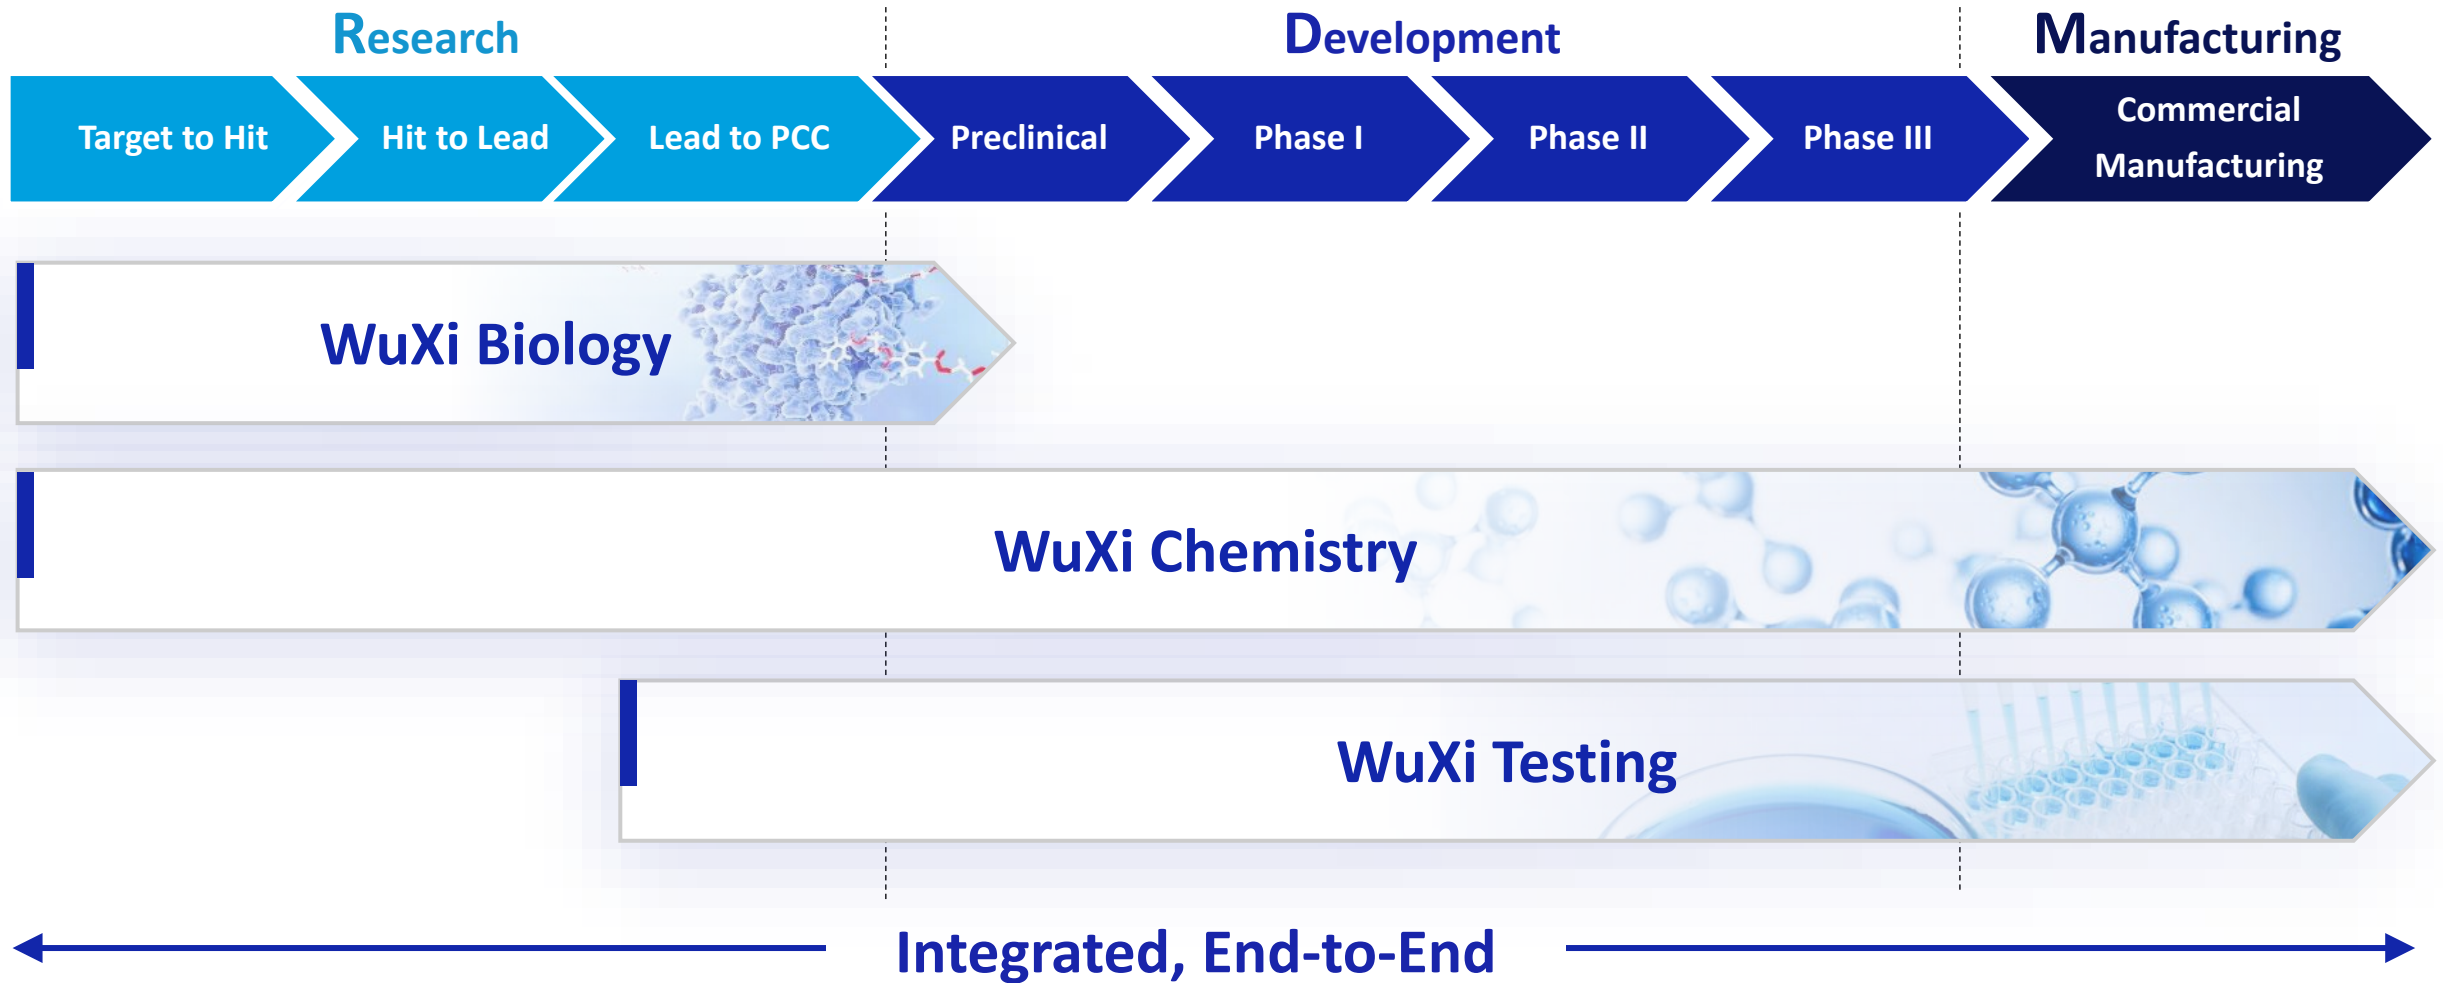 Research
Development
Manufacturing
Target to Hit
Hit to Lead
Lead to PCC
Preclinical
Phase I
Phase II
Phase III
Commercial
Manufacturing
WuXi Biology
WuXi Chemistry
WuXi Testing
Integrated, End-to-End